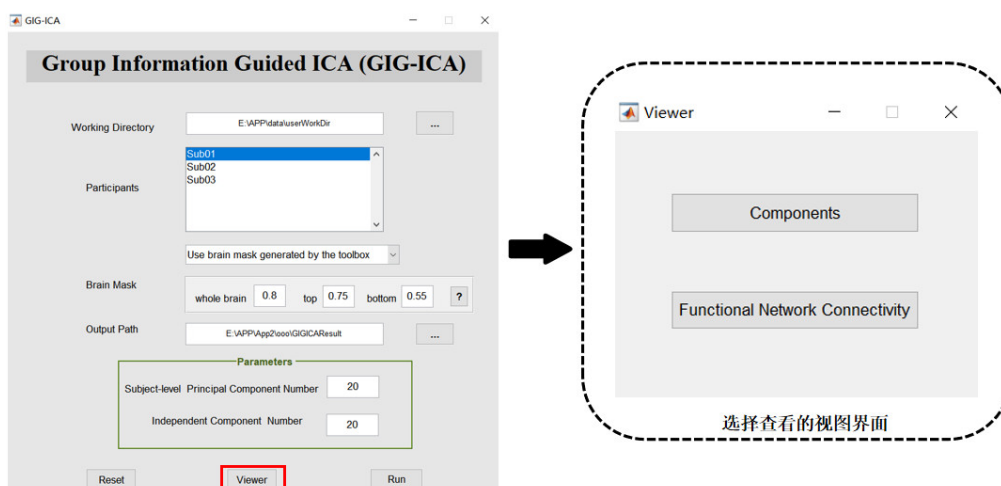 GIG-ICA
Group Information Guided ICA (GIG-ICA)
Working Directory
E:\APP\data\userWorkDir
...
Participants
Sub01
Sub02
Sub03
Use brain mask generated by the toolbox
Brain Mask
whole brain 0.8 top 0.75 bottom 0.55 ?
Output Path
E:\APP\App2\ooo\GIGICAResult
...
Parameters
Subject-level Principal Component Number 20
Independent Component Number 20
Reset Viewer Run
Viewer
Components
Functional Network Connectivity
选择查看的视图界面